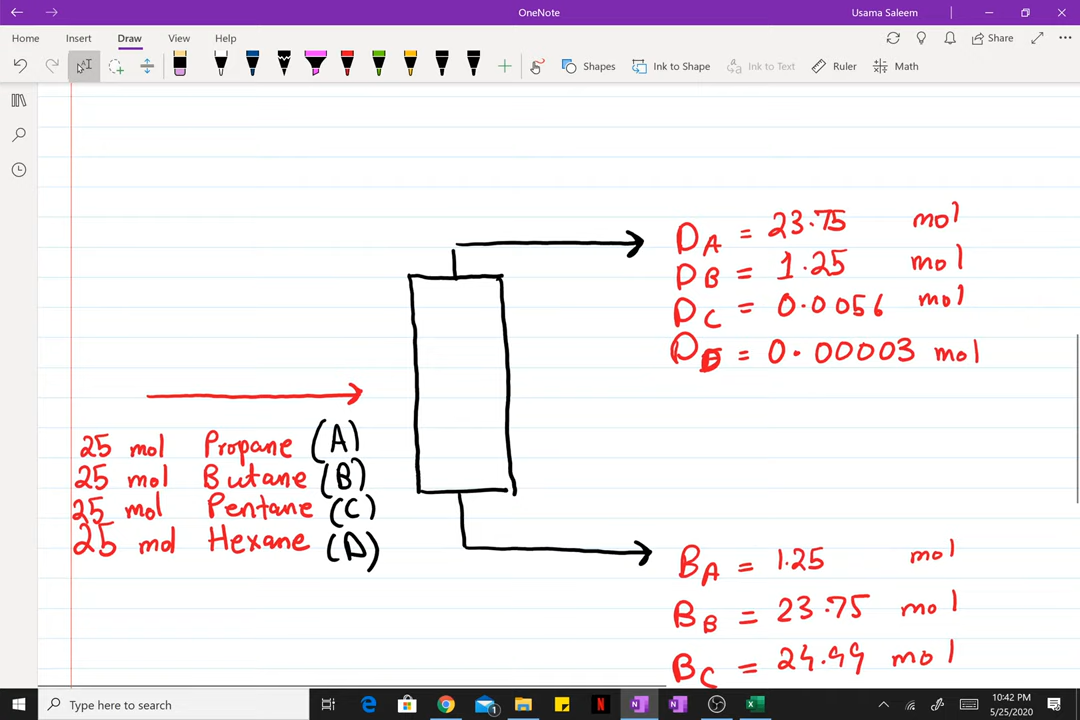 OneNote
Usama Saleem
Home Insert Draw View Help
Share
Shapes Ink to Shape Ink to Text Ruler Math
D A = 23.75 mol
D B = 1.25 mol
D C = 0.0056 mol
D D = 0.00003 mol
25 mol Propane (A)
25 mol Butane (B)
25 mol Pentane (C)
25 mol Hexane (D)
B A = 1.25 mol
B B = 23.75 mol
B C = 24.99 mol
Type here to search
1
N
10:42 PM
5/25/2020